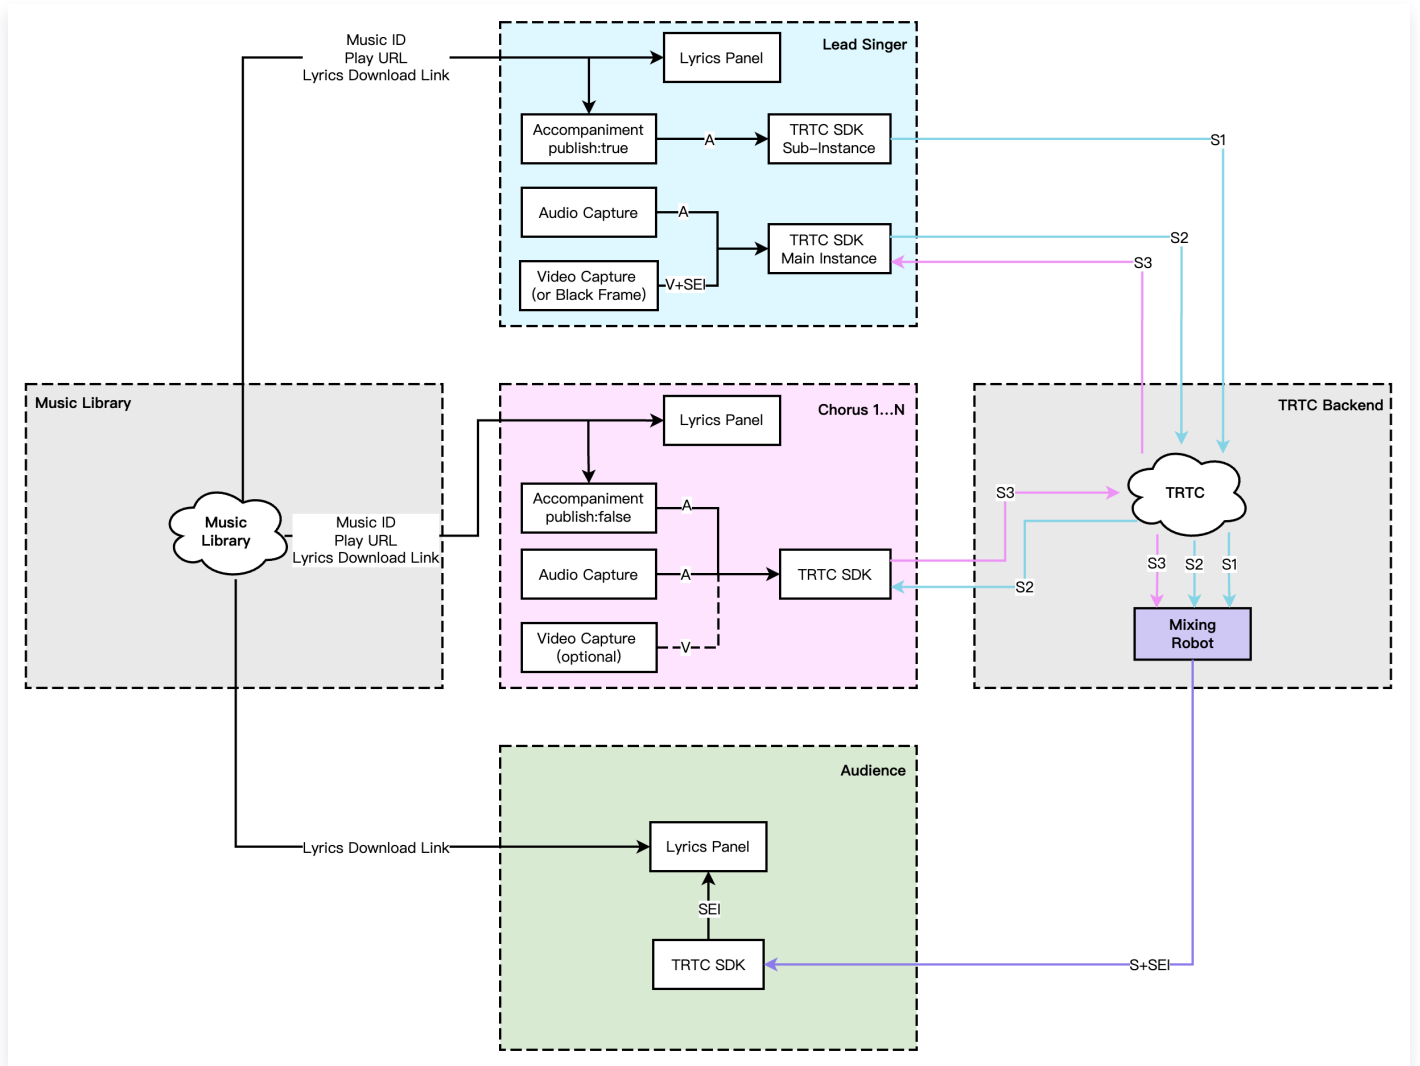 Music ID
Play URL
Lyrics Download Link
Lead Singer
Lyrics Panel
Accompaniment
publish:true
A
TRTC SDK
Sub-Instance
S1
Audio Capture
A
TRTC SDK
Main Instance
S2
S3
Video Capture
(or Black Frame)
V+SEI
Music Library
Music
Library
Music ID
Play URL
Lyrics Download Link
Chorus 1...N
Lyrics Panel
Accompaniment
publish:false
A
Audio Capture
A
TRTC SDK
Video Capture
(optional)
V
S3
S2
TRTC Backend
TRTC
S3
S2
S1
Mixing
Robot
Audience
Lyrics Download Link
Lyrics Panel
SEI
TRTC SDK
S+SEI